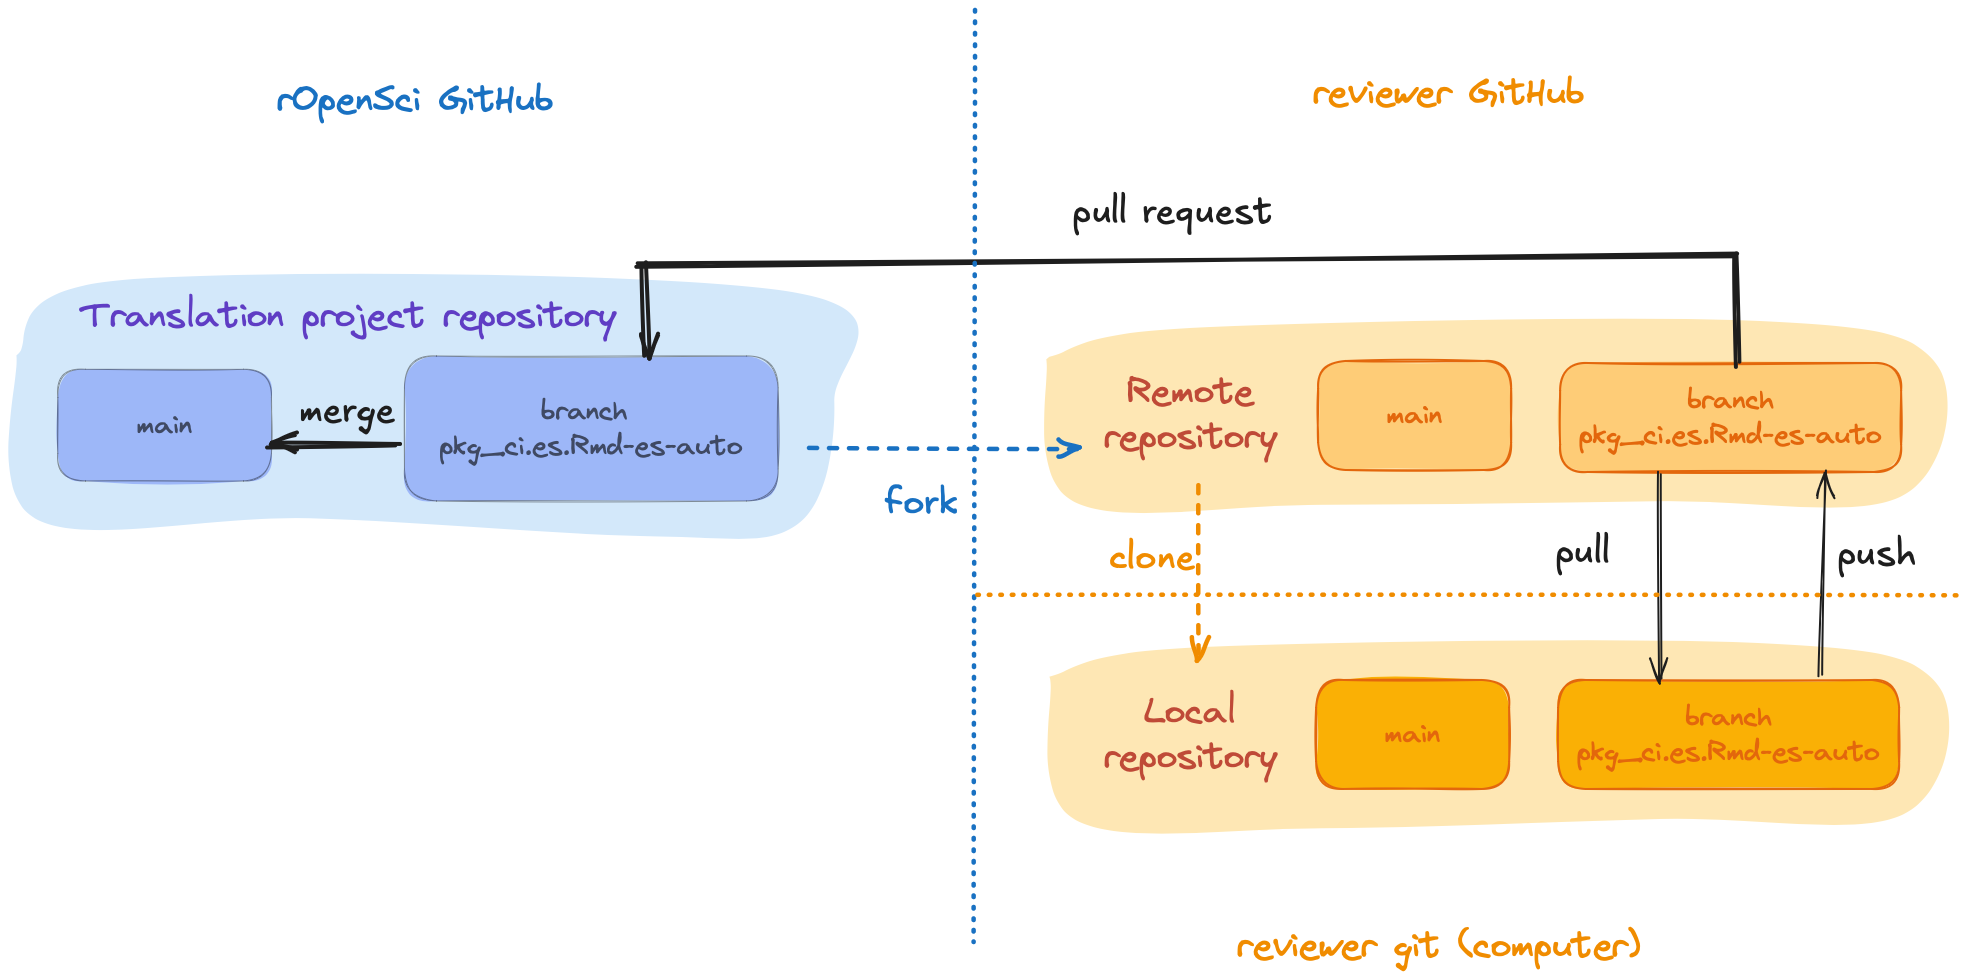 rOpenSci GitHub
reviewer GitHub
pull request
Translation project repository
main
merge
branch
pkg_ci.es.Rmd-es-auto
fork
Remote
repository
main
branch
pkg_ci.es.Rmd-es-auto
clone
pull
push
Local
repository
main
branch
pkg_ci.es.Rmd-es-auto
reviewer git (computer)